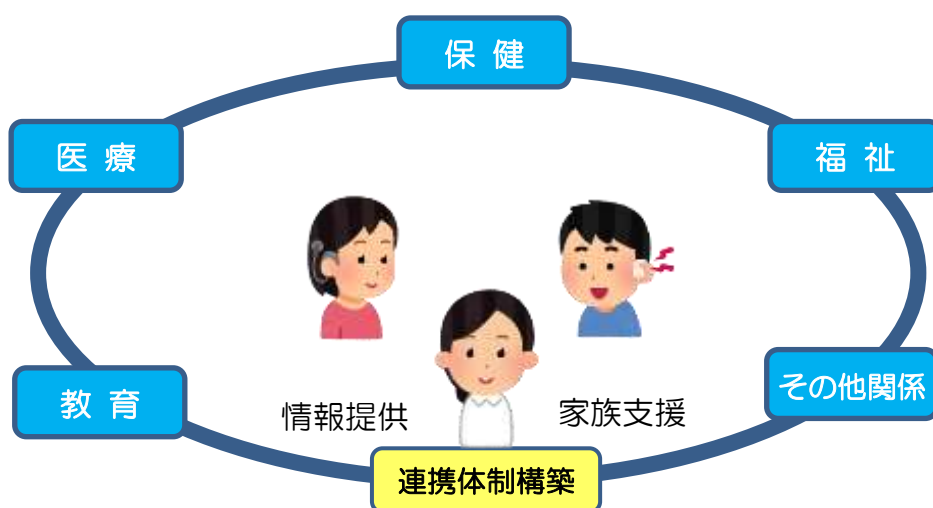 保健
医療
福祉
教育
その他関係
情報提供
家族支援
連携体制構築